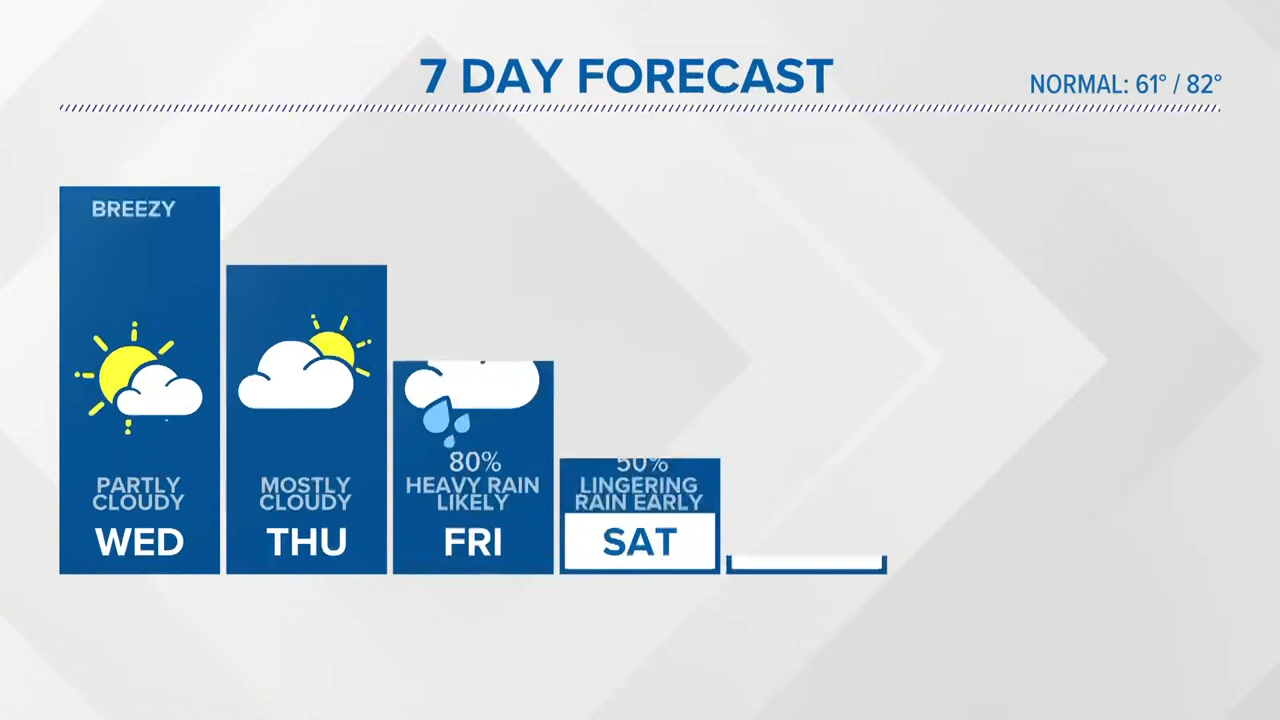 7 DAY FORECAST
NORMAL: 61° / 82°
BREEZY
PARTLY
CLOUDY
WED
MOSTLY
CLOUDY
THU
80%
HEAVY RAIN
LIKELY
FRI
50%
LINGERING
RAIN EARLY
SAT